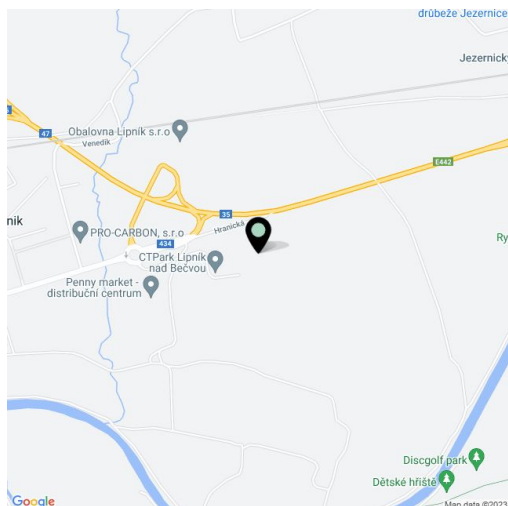 drůbeže Jezernice
Jezernický
47
Obalovna Lipník s.r.o
Venedik
E442
ník
35
Hranická
PRO-CARBON, s.r.o
434
CTPark Lipník
nad Bečvou
Ry
Penny market -
distribuční centrum
Discgolf park
Dětské hřiště
Google
Map data ©2023